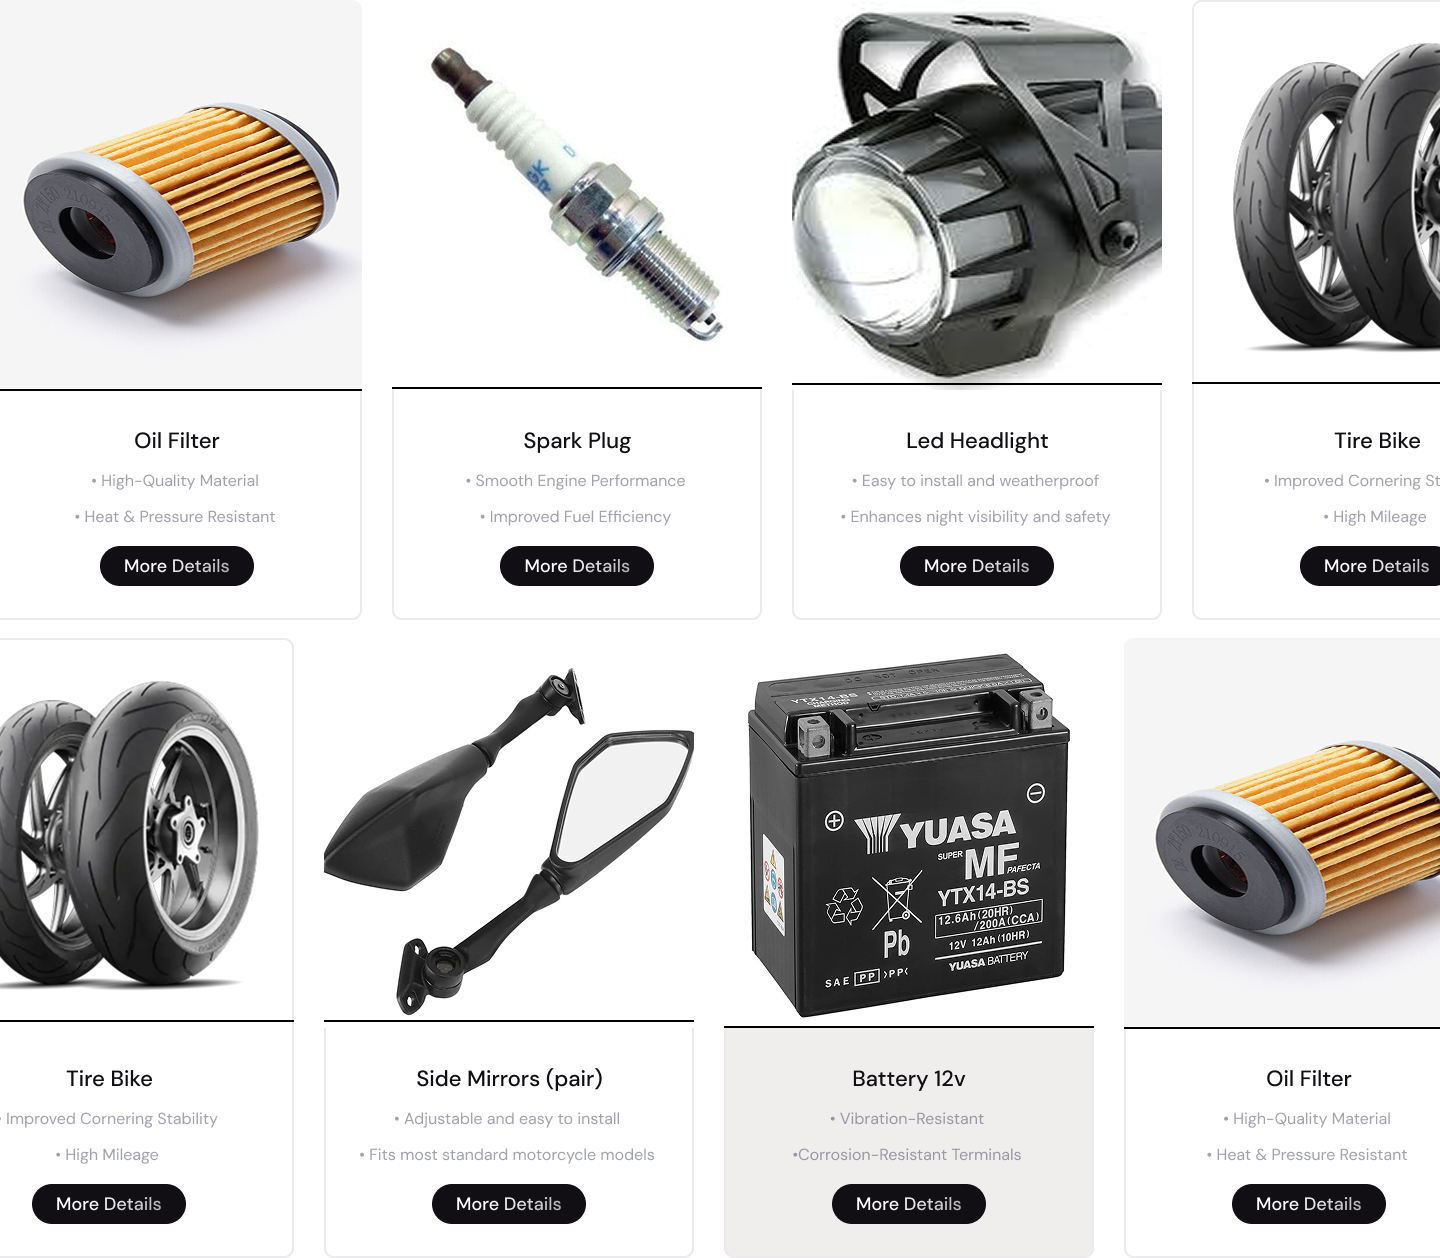 Oil Filter
• High-Quality Material
• Heat & Pressure Resistant
More Details
GK
D
Spark Plug
• Smooth Engine Performance
• Improved Fuel Efficiency
More Details
Led Headlight
• Easy to install and weatherproof
• Enhances night visibility and safety
More Details
Tire Bike
• Improved Cornering St
• High Mileage
More Details
Tire Bike
• Improved Cornering Stability
• High Mileage
More Details
Side Mirrors (pair)
• Adjustable and easy to install
• Fits most standard motorcycle models
More Details
YTX14-BS
YUASA
SUPER MF PAFECTA
YTX14-BS
12.6Ah(20HR)
/200A(CCA)
Pb
12V 12Ah(10HR)
YUASA BATTERY
SAE PP >PP<
Battery 12v
• Vibration-Resistant
•Corrosion-Resistant Terminals
More Details
Oil Filter
• High-Quality Material
• Heat & Pressure Resistant
More Details